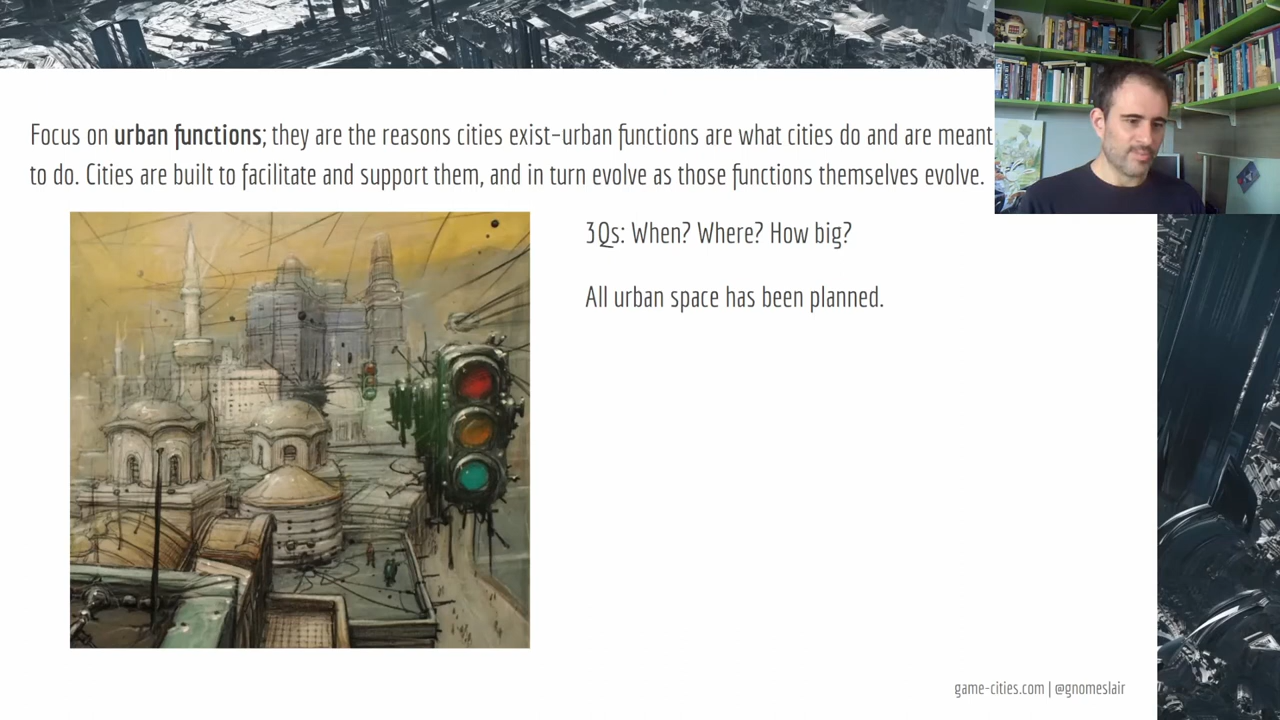 Focus on urban functions; they are the reasons cities exist–urban functions are what cities do and are meant
to do. Cities are built to facilitate and support them, and in turn evolve as those functions themselves evolve.
3Qs: When? Where? How big?
All urban space has been planned.
game-cities.com | @gnomeslair